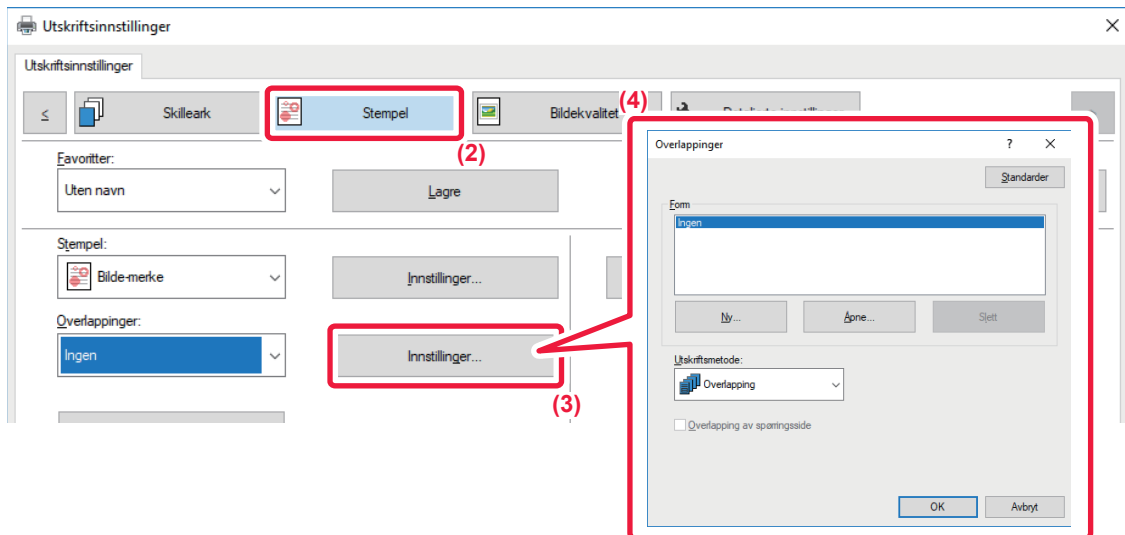 Utskriftsinnstillinger
Utskriftsinnstillinger
≤ Skilleark Stempel Bildekvalitet
(2)
(4)
Favoritter:
Uten navn Lagre
Stempel:
Bilde-merke Innstillinger...
Overlappinger:
Ingen Innstillinger...
(3)
Overlappinger ?
Standarder
Form
Ingen
Ny... Åpne... Slett
Utskriftsmetode:
Overlapping
Overlapping av spørringsside
OK Avbryt